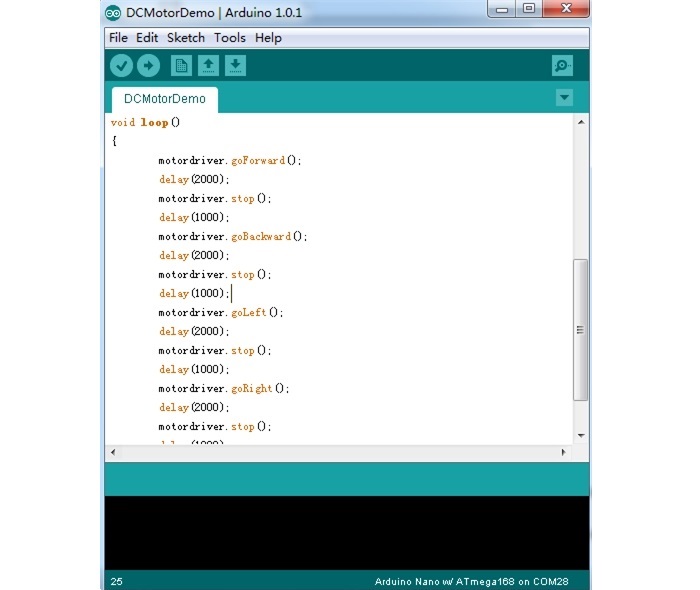 DCMotorDemo | Arduino 1.0.1
File Edit Sketch Tools Help
DCMotorDemo
void loop()
{
motordriver.goForward();
delay(2000);
motordriver.stop();
delay(1000);
motordriver.goBackward();
delay(2000);
motordriver.stop();
delay(1000);
motordriver.goLeft();
delay(2000);
motordriver.stop();
delay(1000);
motordriver.goRight();
delay(2000);
motordriver.stop();
25
Arduino Nano w/ ATmega168 on COM28